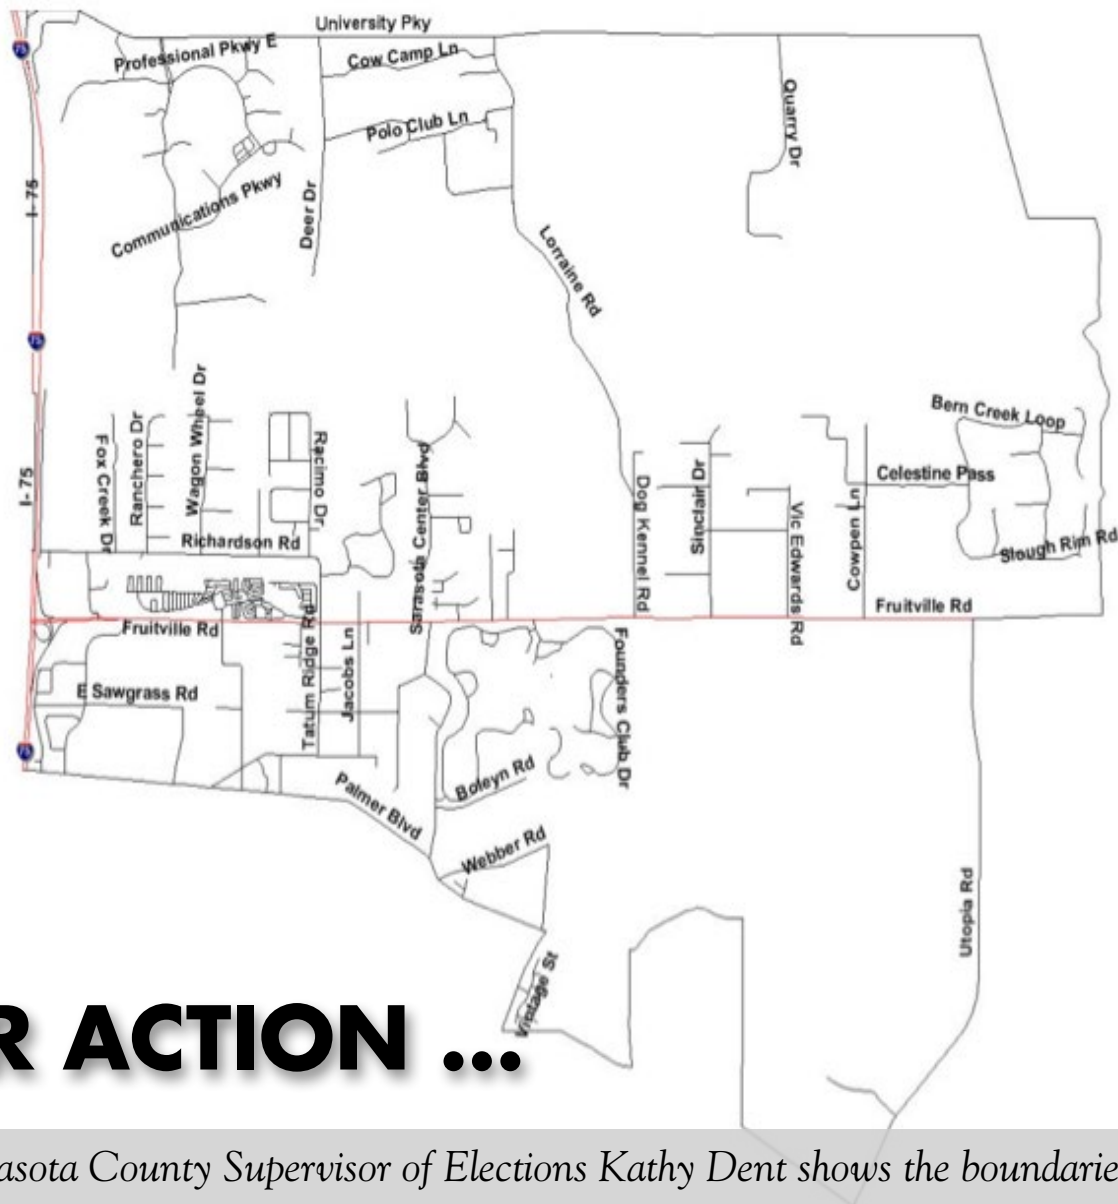 University Pky
75
Professional Pkwy E
Cow Camp Ln
Quarry Dr
Polo Club Ln
I-75
Communications Pkwy
Deer Dr
Lorraine Rd
75
Wagon Wheel Dr
Bern Creek Loop
Fox Creek Dr
Ranchero Dr
Racimo Dr
Sarasota Center Blvd
Celestine Pass
I-75
Dog Kennel Rd
Sinclair Dr
Vic Edwards Rd
Cowpen Ln
Richardson Rd
Slough Rim Rd
Fruitville Rd
Fruitville Rd
Tatum Ridge Rd
Jacobs Ln
Founders Club Dr
E Sawgrass Rd
75
Boleyn Rd
Palmer Blvd
Webber Rd
Utopia Rd
Vintage St
R ACTION ...
asota County Supervisor of Elections Kathy Dent shows the boundarie